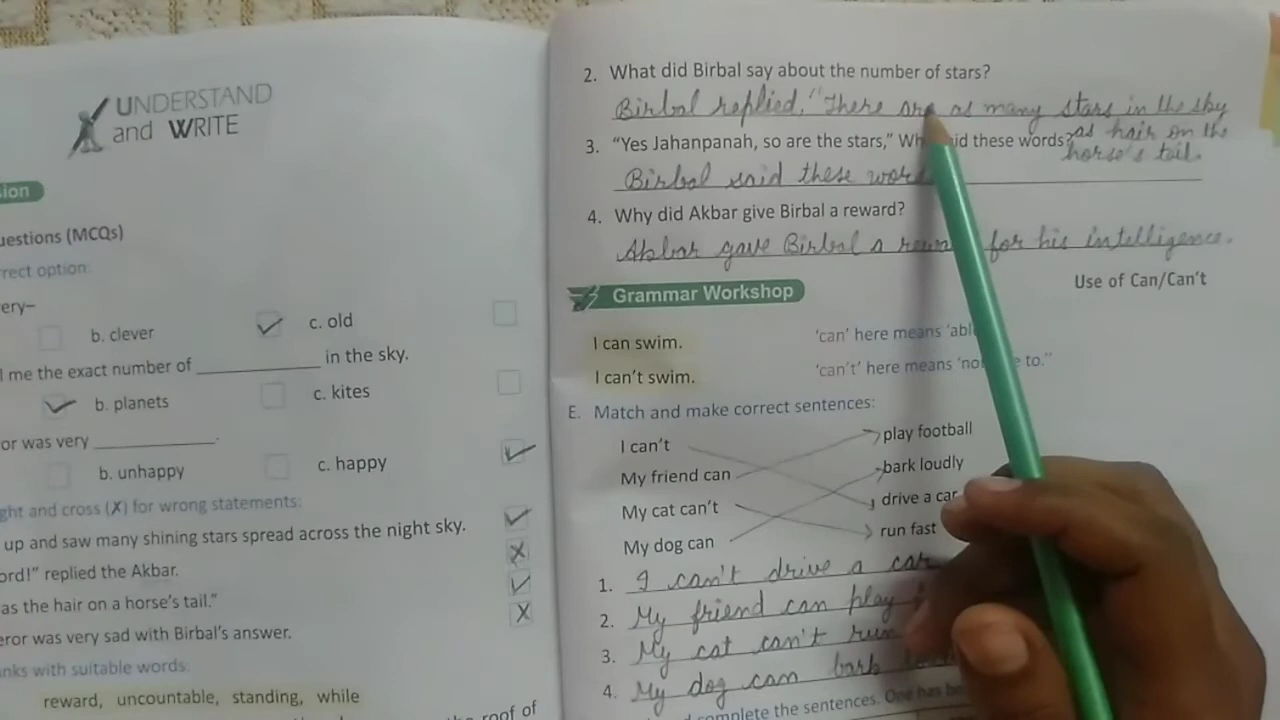 UNDERSTAND
and WRITE
sion
uestions (MCQs)
rrect option:
ery–
b. clever
c. old
l me the exact number of ____________ in the sky.
b. planets
c. kites
or was very ____________.
b. unhappy
c. happy
ght and cross (✗) for wrong statements:
up and saw many shining stars spread across the night sky.
ord!” replied the Akbar.
as the hair on a horse's tail.”
eror was very sad with Birbal's answer.
nks with suitable words:
reward, uncountable, standing, while
roof of
2. What did Birbal say about the number of stars?
Birbal replied, "There are as many stars in the sky
as hair on the
horse's tail.
3. “Yes Jahanpanah, so are the stars,” Wh id these words?
Birbal said these wor
4. Why did Akbar give Birbal a reward?
Akbar gave Birbal a rewa for his intelligence.
Grammar Workshop
Use of Can/Can't
I can swim.
'can' here means 'abl
I can't swim.
'can't' here means 'no e to.”
E. Match and make correct sentences:
I can't
play football
My friend can
bark loudly
My cat can't
drive a car
My dog can
run fast
1. I can't drive a car
2. My friend can play
3. My cat can't run
4. My dog can bark
complete the sentences. One has be